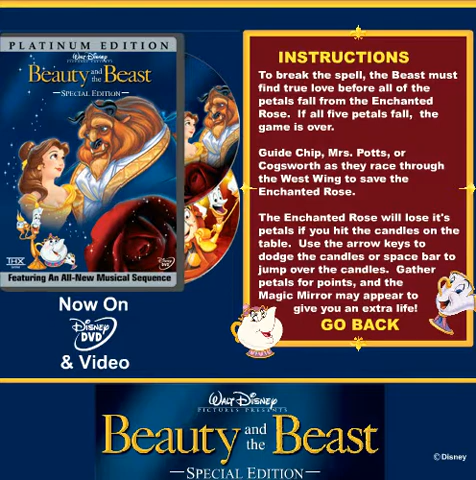 PLATINUM EDITION
WALT DISNEY
PICTURES PRESENTS
Beauty and the Beast
SPECIAL EDITION
THX
DISNEY DVD
Featuring An All-New Musical Sequence
Now On
Disney
DVD
& Video
INSTRUCTIONS
To break the spell, the Beast must
find true love before all of the
petals fall from the Enchanted
Rose. If all five petals fall, the
game is over.
Guide Chip, Mrs. Potts, or
Cogsworth as they race through
the West Wing to save the
Enchanted Rose.
The Enchanted Rose will lose it's
petals if you hit the candles on the
table. Use the arrow keys to
dodge the candles or space bar to
jump over the candles. Gather
petals for points, and the
Magic Mirror may appear to
give you an extra life!
GO BACK
WALT DISNEY
PICTURES PRESENTS
Beauty and the Beast
SPECIAL EDITION
©Disney